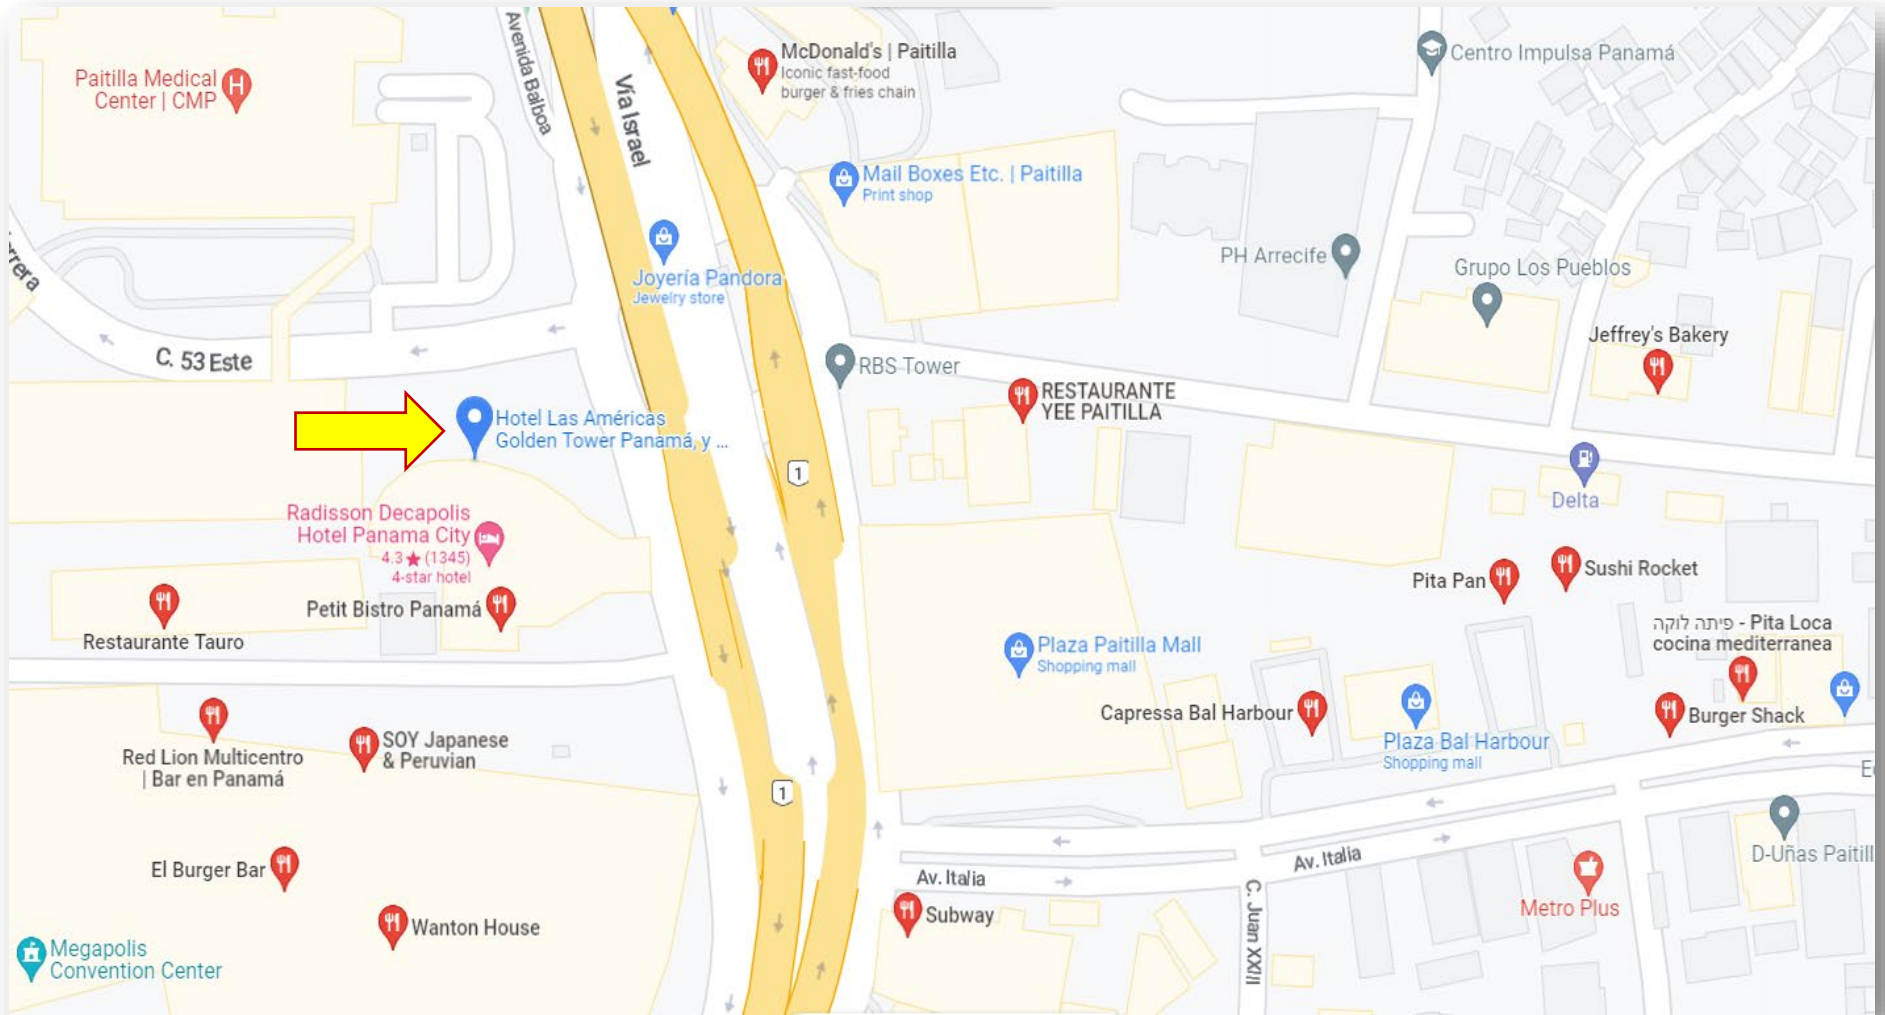 Avenida Balboa
Vía Israel
McDonald's | Paitilla
Iconic fast-food
burger & fries chain
Centro Impulsa Panamá
Paitilla Medical
Center | CMP
H
Mail Boxes Etc. | Paitilla
Print shop
rrera
Joyería Pandora
Jewelry store
PH Arrecife
Grupo Los Pueblos
Jeffrey's Bakery
C. 53 Este
RBS Tower
RESTAURANTE
YEE PAITILLA
Hotel Las Américas
Golden Tower Panamá, y ...
1
Delta
Radisson Decapolis
Hotel Panama City
4.3 ★ (1345)
4-star hotel
Pita Pan
Sushi Rocket
Petit Bistro Panamá
Restaurante Tauro
פיתה לוקה - Pita Loca
cocina mediterranea
Plaza Paitilla Mall
Shopping mall
Capressa Bal Harbour
Burger Shack
Plaza Bal Harbour
Shopping mall
Red Lion Multicentro
| Bar en Panamá
SOY Japanese
& Peruvian
1
El Burger Bar
Av. Italia
Av. Italia
D-Uñas Paitill
Subway
C. Juan XXIII
Metro Plus
Wanton House
Megapolis
Convention Center